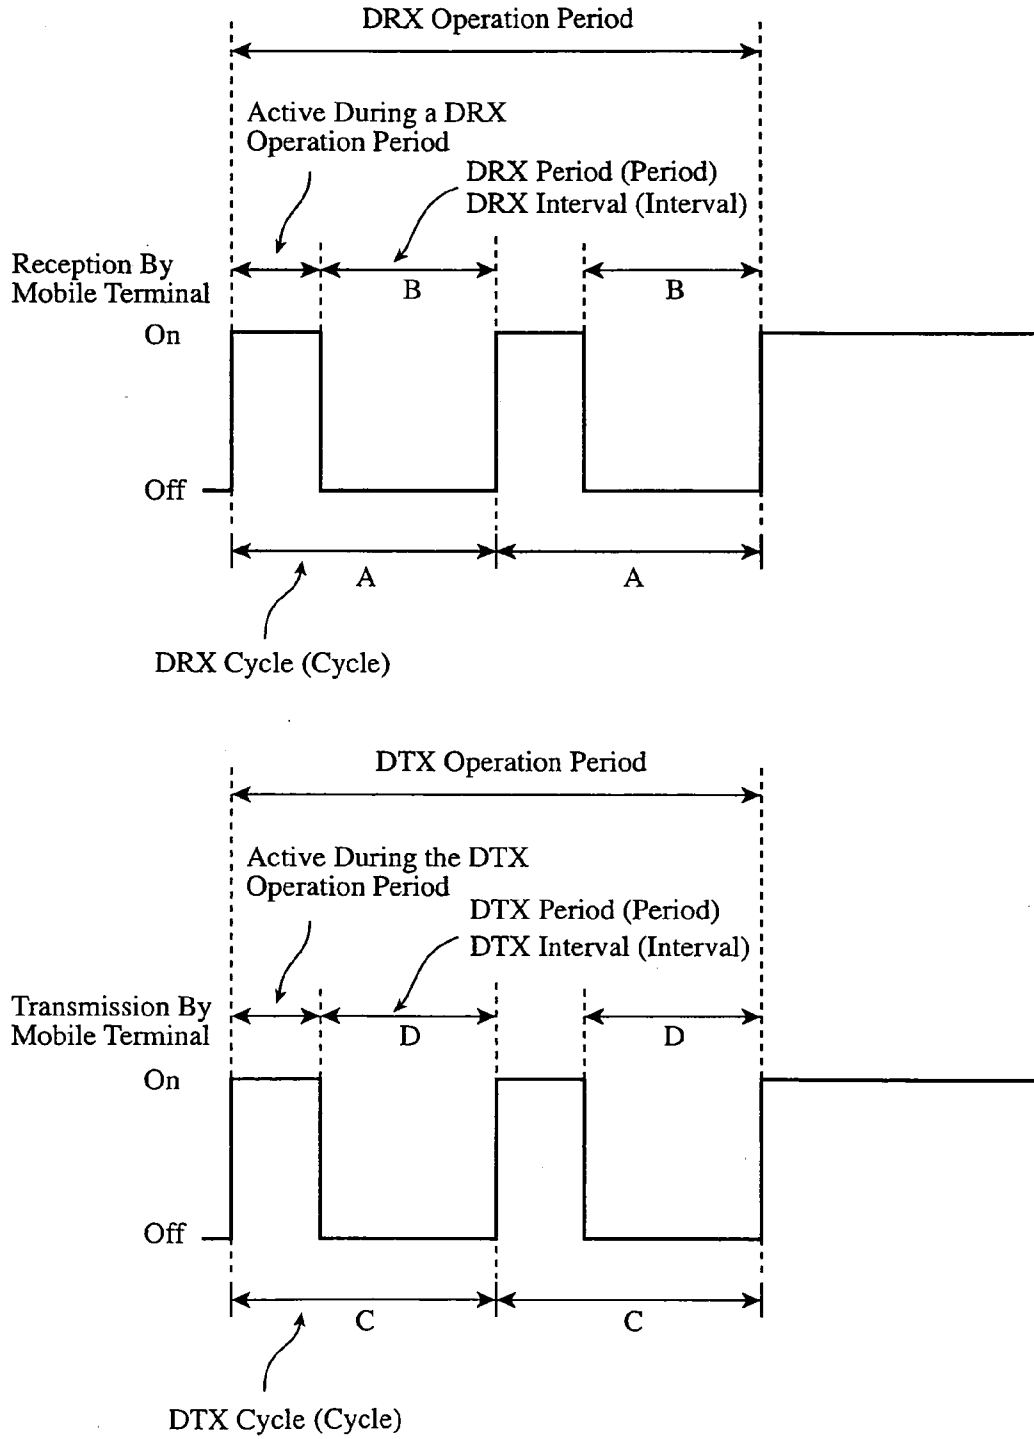 DRX Operation Period
Active During a DRX
Operation Period
DRX Period (Period)
DRX Interval (Interval)
Reception By
Mobile Terminal
B
B
On
Off
A
A
DRX Cycle (Cycle)
DTX Operation Period
Active During the DTX
Operation Period
DTX Period (Period)
DTX Interval (Interval)
Transmission By
Mobile Terminal
D
D
On
Off
C
C
DTX Cycle (Cycle)